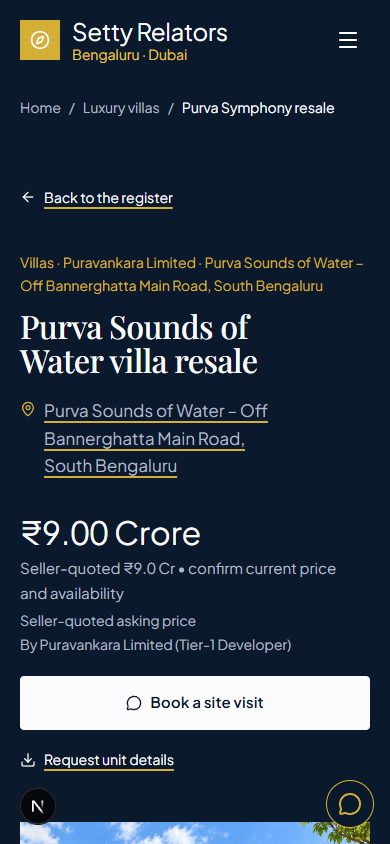 Setty Relators
Bengaluru · Dubai
Home / Luxury villas / Purva Symphony resale
Back to the register
Villas · Puravankara Limited · Purva Sounds of Water –
Off Bannerghatta Main Road, South Bengaluru
Purva Sounds of
Water villa resale
Purva Sounds of Water – Off
Bannerghatta Main Road,
South Bengaluru
₹9.00 Crore
Seller-quoted ₹9.0 Cr • confirm current price
and availability
Seller-quoted asking price
By Puravankara Limited (Tier-1 Developer)
Book a site visit
Request unit details
N